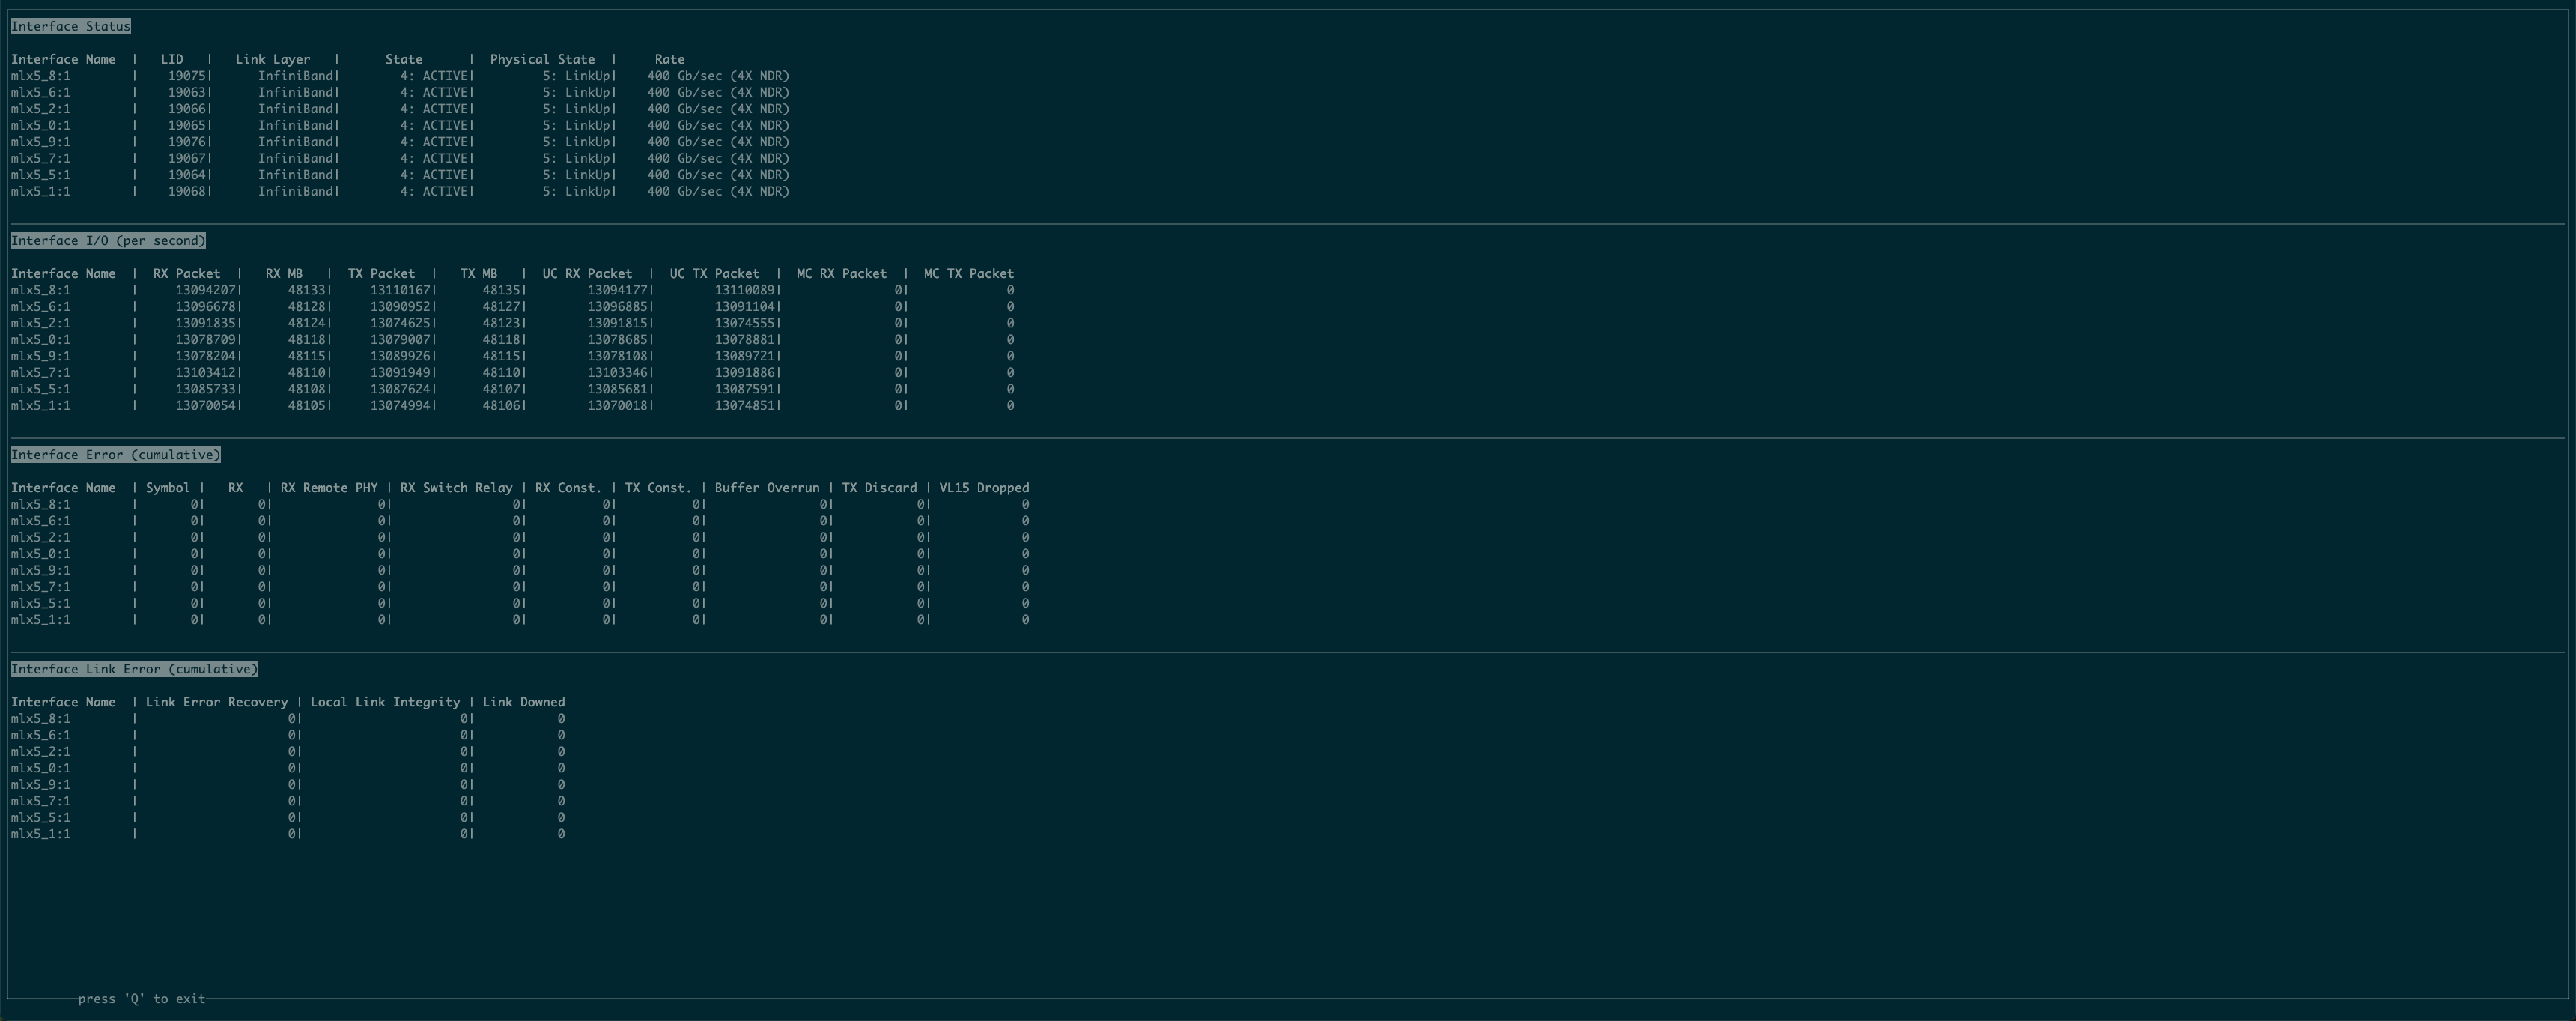 Interface Status
Interface Name | LID | Link Layer | State | Physical State | Rate
mlx5_8:1 | 19075| InfiniBand| 4: ACTIVE| 5: LinkUp| 400 Gb/sec (4X NDR)
mlx5_6:1 | 19063| InfiniBand| 4: ACTIVE| 5: LinkUp| 400 Gb/sec (4X NDR)
mlx5_2:1 | 19066| InfiniBand| 4: ACTIVE| 5: LinkUp| 400 Gb/sec (4X NDR)
mlx5_0:1 | 19065| InfiniBand| 4: ACTIVE| 5: LinkUp| 400 Gb/sec (4X NDR)
mlx5_9:1 | 19076| InfiniBand| 4: ACTIVE| 5: LinkUp| 400 Gb/sec (4X NDR)
mlx5_7:1 | 19067| InfiniBand| 4: ACTIVE| 5: LinkUp| 400 Gb/sec (4X NDR)
mlx5_5:1 | 19064| InfiniBand| 4: ACTIVE| 5: LinkUp| 400 Gb/sec (4X NDR)
mlx5_1:1 | 19068| InfiniBand| 4: ACTIVE| 5: LinkUp| 400 Gb/sec (4X NDR)
Interface I/O (per second)
Interface Name | RX Packet | RX MB | TX Packet | TX MB | UC RX Packet | UC TX Packet | MC RX Packet | MC TX Packet
mlx5_8:1 | 13094207| 48133| 13110167| 48135| 13094177| 13110089| 0| 0
mlx5_6:1 | 13096678| 48128| 13090952| 48127| 13096885| 13091104| 0| 0
mlx5_2:1 | 13091835| 48124| 13074625| 48123| 13091815| 13074555| 0| 0
mlx5_0:1 | 13078709| 48118| 13079007| 48118| 13078685| 13078881| 0| 0
mlx5_9:1 | 13078204| 48115| 13089926| 48115| 13078108| 13089721| 0| 0
mlx5_7:1 | 13103412| 48110| 13091949| 48110| 13103346| 13091886| 0| 0
mlx5_5:1 | 13085733| 48108| 13087624| 48107| 13085681| 13087591| 0| 0
mlx5_1:1 | 13070054| 48105| 13074994| 48106| 13070018| 13074851| 0| 0
Interface Error (cumulative)
Interface Name | Symbol | RX | RX Remote PHY | RX Switch Relay | RX Const. | TX Const. | Buffer Overrun | TX Discard | VL15 Dropped
mlx5_8:1 | 0| 0| 0| 0| 0| 0| 0| 0| 0
mlx5_6:1 | 0| 0| 0| 0| 0| 0| 0| 0| 0
mlx5_2:1 | 0| 0| 0| 0| 0| 0| 0| 0| 0
mlx5_0:1 | 0| 0| 0| 0| 0| 0| 0| 0| 0
mlx5_9:1 | 0| 0| 0| 0| 0| 0| 0| 0| 0
mlx5_7:1 | 0| 0| 0| 0| 0| 0| 0| 0| 0
mlx5_5:1 | 0| 0| 0| 0| 0| 0| 0| 0| 0
mlx5_1:1 | 0| 0| 0| 0| 0| 0| 0| 0| 0
Interface Link Error (cumulative)
Interface Name | Link Error Recovery | Local Link Integrity | Link Downed
mlx5_8:1 | 0| 0| 0
mlx5_6:1 | 0| 0| 0
mlx5_2:1 | 0| 0| 0
mlx5_0:1 | 0| 0| 0
mlx5_9:1 | 0| 0| 0
mlx5_7:1 | 0| 0| 0
mlx5_5:1 | 0| 0| 0
mlx5_1:1 | 0| 0| 0
press 'Q' to exit